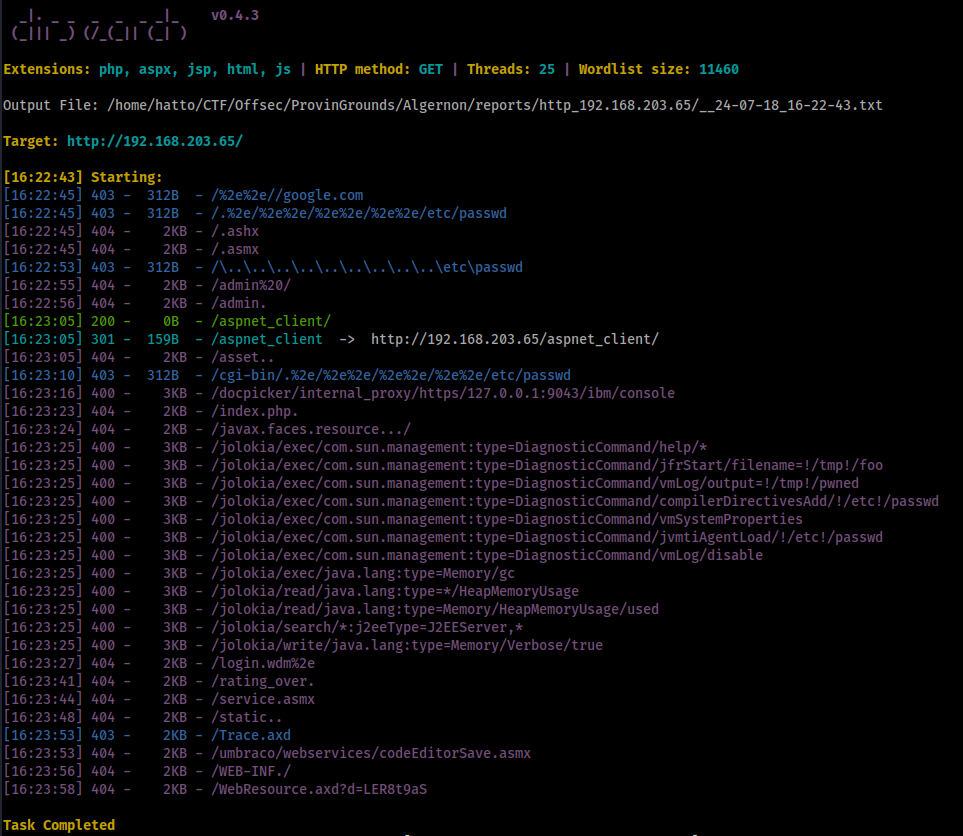 _|. _ _  _  _  _ _|_    v0.4.3
(_||| _) (/_(_|| (_| )
Extensions: php, aspx, jsp, html, js | HTTP method: GET | Threads: 25 | Wordlist size: 11460
Output File: /home/hatto/CTF/Offsec/ProvinGrounds/Algernon/reports/http_192.168.203.65/__24-07-18_16-22-43.txt
Target: http://192.168.203.65/
[16:22:43] Starting:
[16:22:45] 403 -  312B  - /%2e%2e//google.com
[16:22:45] 403 -  312B  - /.%2e/%2e%2e/%2e%2e/%2e%2e/etc/passwd
[16:22:45] 404 -    2KB - /.ashx
[16:22:45] 404 -    2KB - /.asmx
[16:22:53] 403 -  312B  - /\..\..\..\..\..\..\..\..\..\etc\passwd
[16:22:55] 404 -    2KB - /admin%20/
[16:22:56] 404 -    2KB - /admin.
[16:23:05] 200 -    0B  - /aspnet_client/
[16:23:05] 301 -  159B  - /aspnet_client  ->  http://192.168.203.65/aspnet_client/
[16:23:05] 404 -    2KB - /asset..
[16:23:10] 403 -  312B  - /cgi-bin/.%2e/%2e%2e/%2e%2e/%2e%2e/etc/passwd
[16:23:16] 400 -    3KB - /docpicker/internal_proxy/https/127.0.0.1:9043/ibm/console
[16:23:23] 404 -    2KB - /index.php.
[16:23:24] 404 -    2KB - /javax.faces.resource.../
[16:23:25] 400 -    3KB - /jolokia/exec/com.sun.management:type=DiagnosticCommand/help/*
[16:23:25] 400 -    3KB - /jolokia/exec/com.sun.management:type=DiagnosticCommand/jfrStart/filename=!/tmp!/foo
[16:23:25] 400 -    3KB - /jolokia/exec/com.sun.management:type=DiagnosticCommand/vmLog/output=!/tmp!/pwned
[16:23:25] 400 -    3KB - /jolokia/exec/com.sun.management:type=DiagnosticCommand/compilerDirectivesAdd/!/etc!/passwd
[16:23:25] 400 -    3KB - /jolokia/exec/com.sun.management:type=DiagnosticCommand/vmSystemProperties
[16:23:25] 400 -    3KB - /jolokia/exec/com.sun.management:type=DiagnosticCommand/jvmtiAgentLoad/!/etc!/passwd
[16:23:25] 400 -    3KB - /jolokia/exec/com.sun.management:type=DiagnosticCommand/vmLog/disable
[16:23:25] 400 -    3KB - /jolokia/exec/java.lang:type=Memory/gc
[16:23:25] 400 -    3KB - /jolokia/read/java.lang:type=*/HeapMemoryUsage
[16:23:25] 400 -    3KB - /jolokia/read/java.lang:type=Memory/HeapMemoryUsage/used
[16:23:25] 400 -    3KB - /jolokia/search/*:j2eeType=J2EEServer,*
[16:23:25] 400 -    3KB - /jolokia/write/java.lang:type=Memory/Verbose/true
[16:23:27] 404 -    2KB - /login.wdm%2e
[16:23:41] 404 -    2KB - /rating_over.
[16:23:44] 404 -    2KB - /service.asmx
[16:23:48] 404 -    2KB - /static..
[16:23:53] 403 -    2KB - /Trace.axd
[16:23:53] 404 -    2KB - /umbraco/webservices/codeEditorSave.asmx
[16:23:56] 404 -    2KB - /WEB-INF./
[16:23:58] 404 -    2KB - /WebResource.axd?d=LER8t9aS
Task Completed